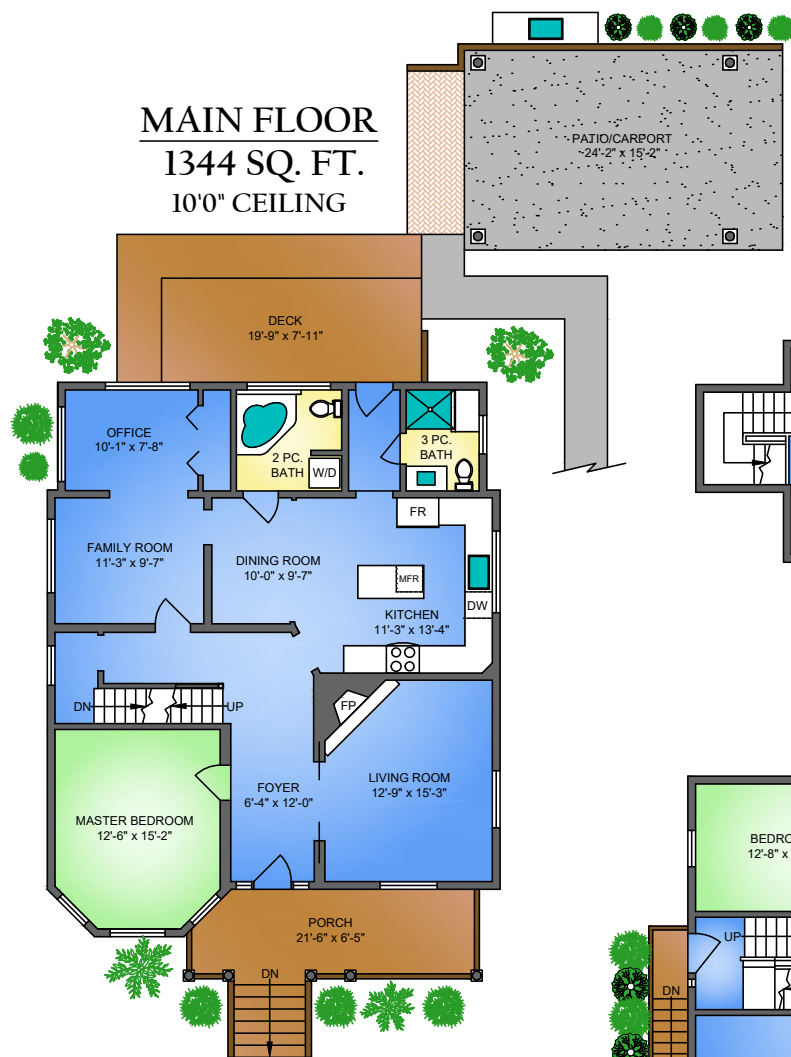 MAIN FLOOR
1344 SQ. FT.
10'0" CEILING
PATIO/CARPORT
24'-2" x 15'-2"
DECK
19'-9" x 7'-11"
OFFICE
10'-1" x 7'-8"
2 PC.
BATH
W/D
3 PC.
BATH
FR
FAMILY ROOM
11'-3" x 9'-7"
DINING ROOM
10'-0" x 9'-7"
MFR
DW
KITCHEN
11'-3" x 13'-4"
DN
UP
FP
FOYER
6'-4" x 12'-0"
LIVING ROOM
12'-9" x 15'-3"
MASTER BEDROOM
12'-6" x 15'-2"
PORCH
21'-6" x 6'-5"
DN
BEDRO
12'-8" x
UP
DN